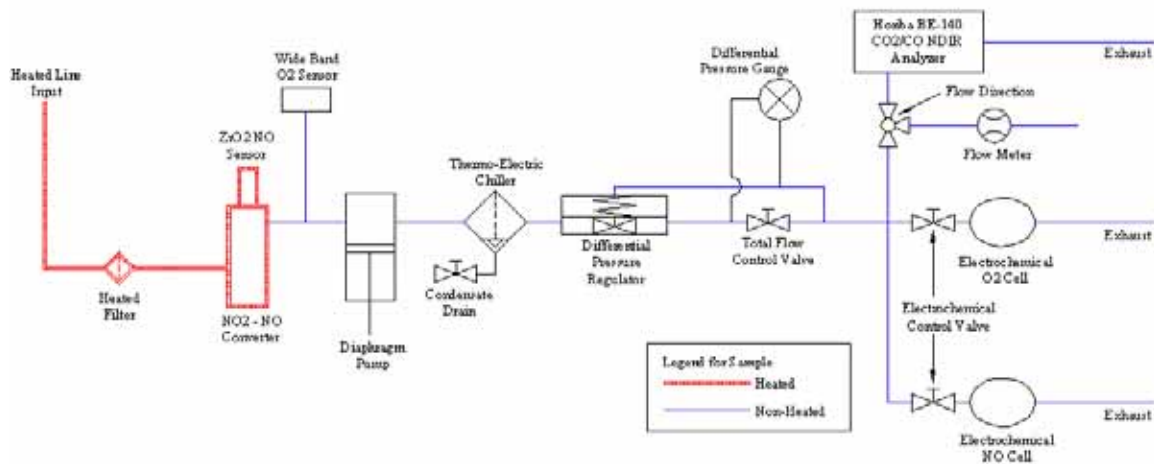 Heated Line
Input
Wide Band
O2 Sensor
ZrO2 NO
Sensor
Heated
Filter
NO2 - NO
Converter
Diaphragm
Pump
Thermo-Electric
Chiller
Condensate
Drain
Differential
Pressure
Regulator
Differential
Pressure Gauge
Total Flow
Control Valve
Horiba BE-140
CO2/CO NDIR
Analyzer
Exhaust
Flow Direction
Flow Meter
Exhaust
Electrochemical
O2 Cell
Electrochemical
Control Valve
Exhaust
Electrochemical
NO Cell
Legend for Sample
Heated
Non-Heated